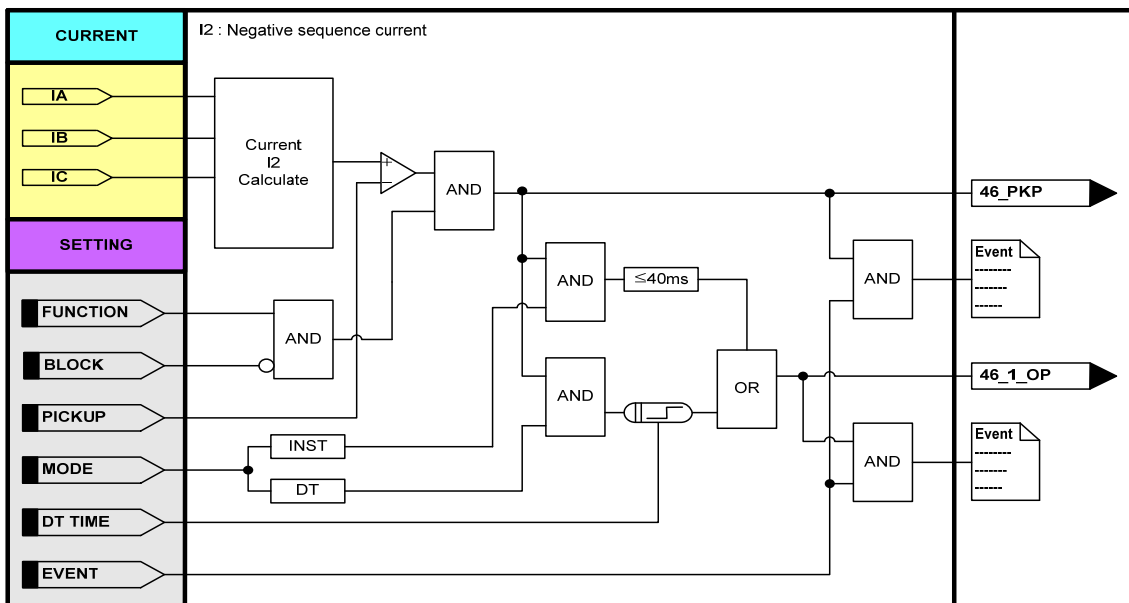 CURRENT
I2 : Negative sequence current
IA
IB
IC
Current
I2
Calculate
+
−
AND
46_PKP
SETTING
AND
≤40ms
AND
Event
--------
-------
------
FUNCTION
AND
BLOCK
OR
46_1_OP
PICKUP
AND
INST
MODE
DT
AND
Event
--------
-------
------
DT TIME
EVENT